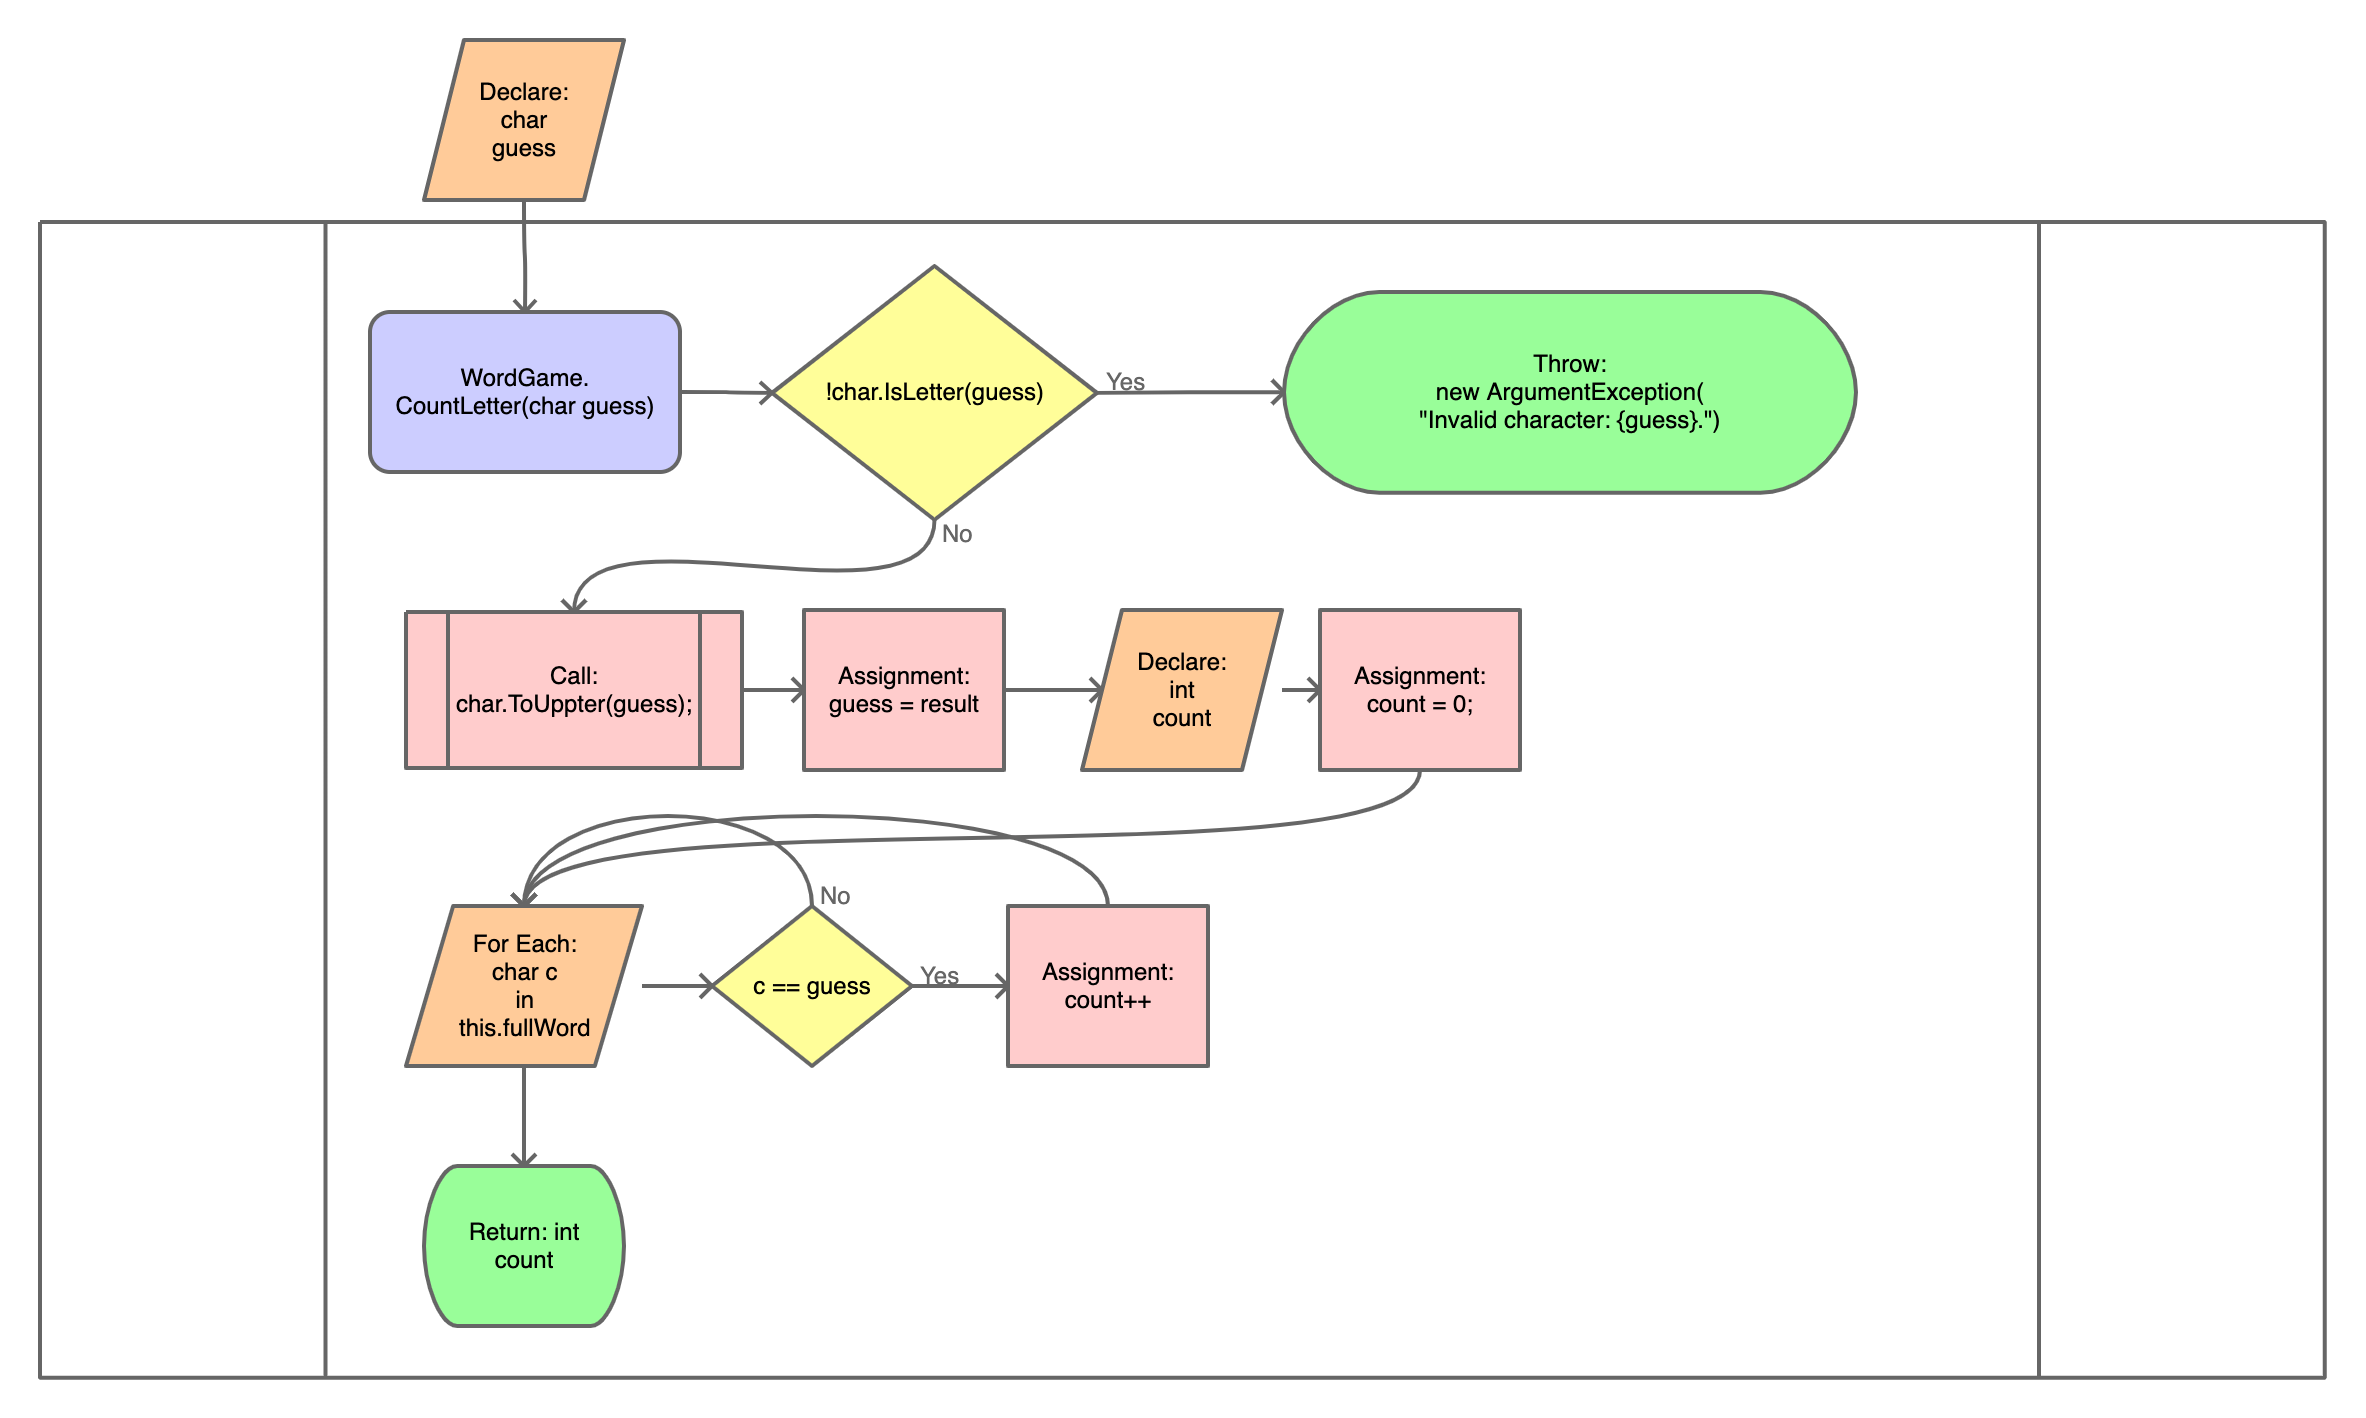 Declare:
char
guess
WordGame.
CountLetter(char guess)
!char.IsLetter(guess)
Yes
Throw:
new ArgumentException(
"Invalid character: {guess}.")
No
Call:
char.ToUppter(guess);
Assignment:
guess = result
Declare:
int
count
Assignment:
count = 0;
For Each:
char c
in
this.fullWord
No
c == guess
Yes
Assignment:
count++
Return: int
count